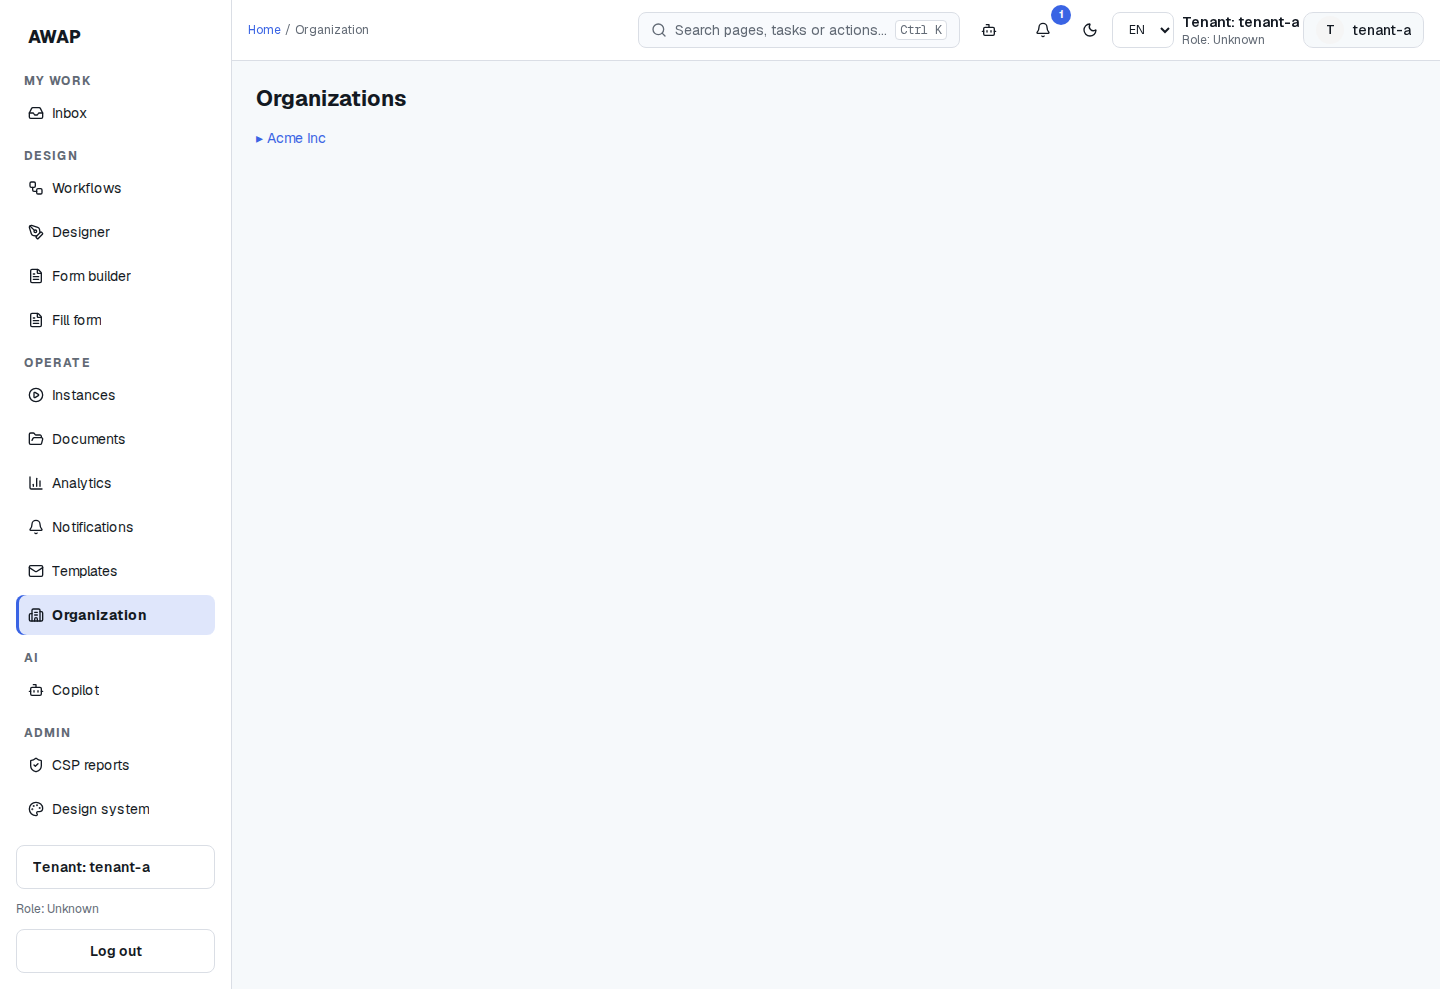 AWAP
MY WORK
Inbox
DESIGN
Workflows
Designer
Form builder
Fill form
OPERATE
Instances
Documents
Analytics
Notifications
Templates
Organization
AI
Copilot
ADMIN
CSP reports
Design system
Tenant: tenant-a
Role: Unknown
Log out
Home / Organization
Search pages, tasks or actions... Ctrl K
1
EN
Tenant: tenant-a
Role: Unknown
T tenant-a
Organizations
▸ Acme Inc